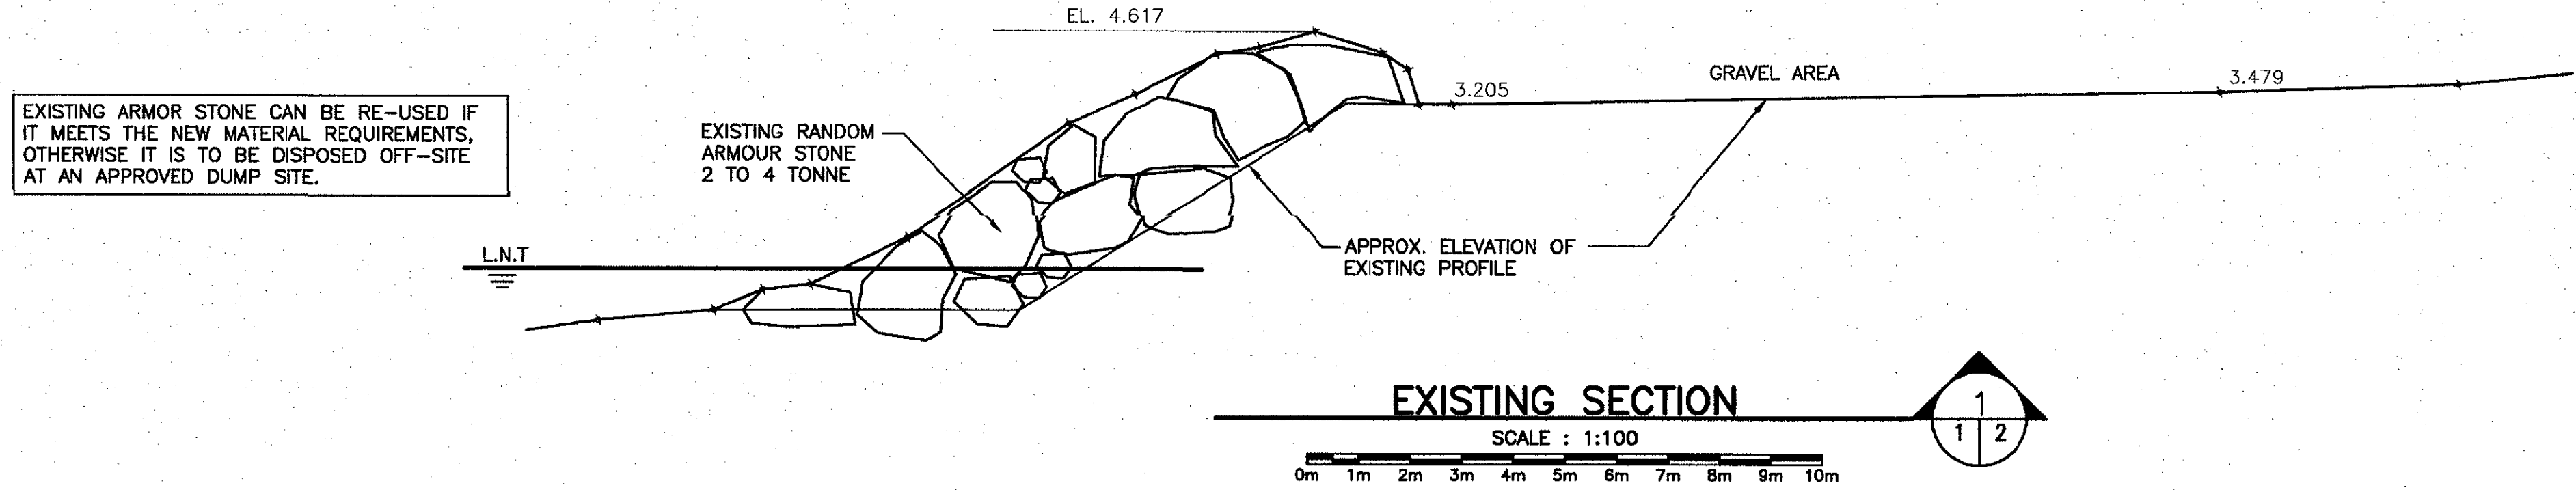 EL. 4.617
GRAVEL AREA
3.205
3.479
EXISTING ARMOR STONE CAN BE RE-USED IF
IT MEETS THE NEW MATERIAL REQUIREMENTS,
OTHERWISE IT IS TO BE DISPOSED OFF-SITE
AT AN APPROVED DUMP SITE.
EXISTING RANDOM
ARMOUR STONE
2 TO 4 TONNE
L.N.T
APPROX. ELEVATION OF
EXISTING PROFILE
EXISTING SECTION
SCALE : 1:100
0m 1m 2m 3m 4m 5m 6m 7m 8m 9m 10m
1
1 2